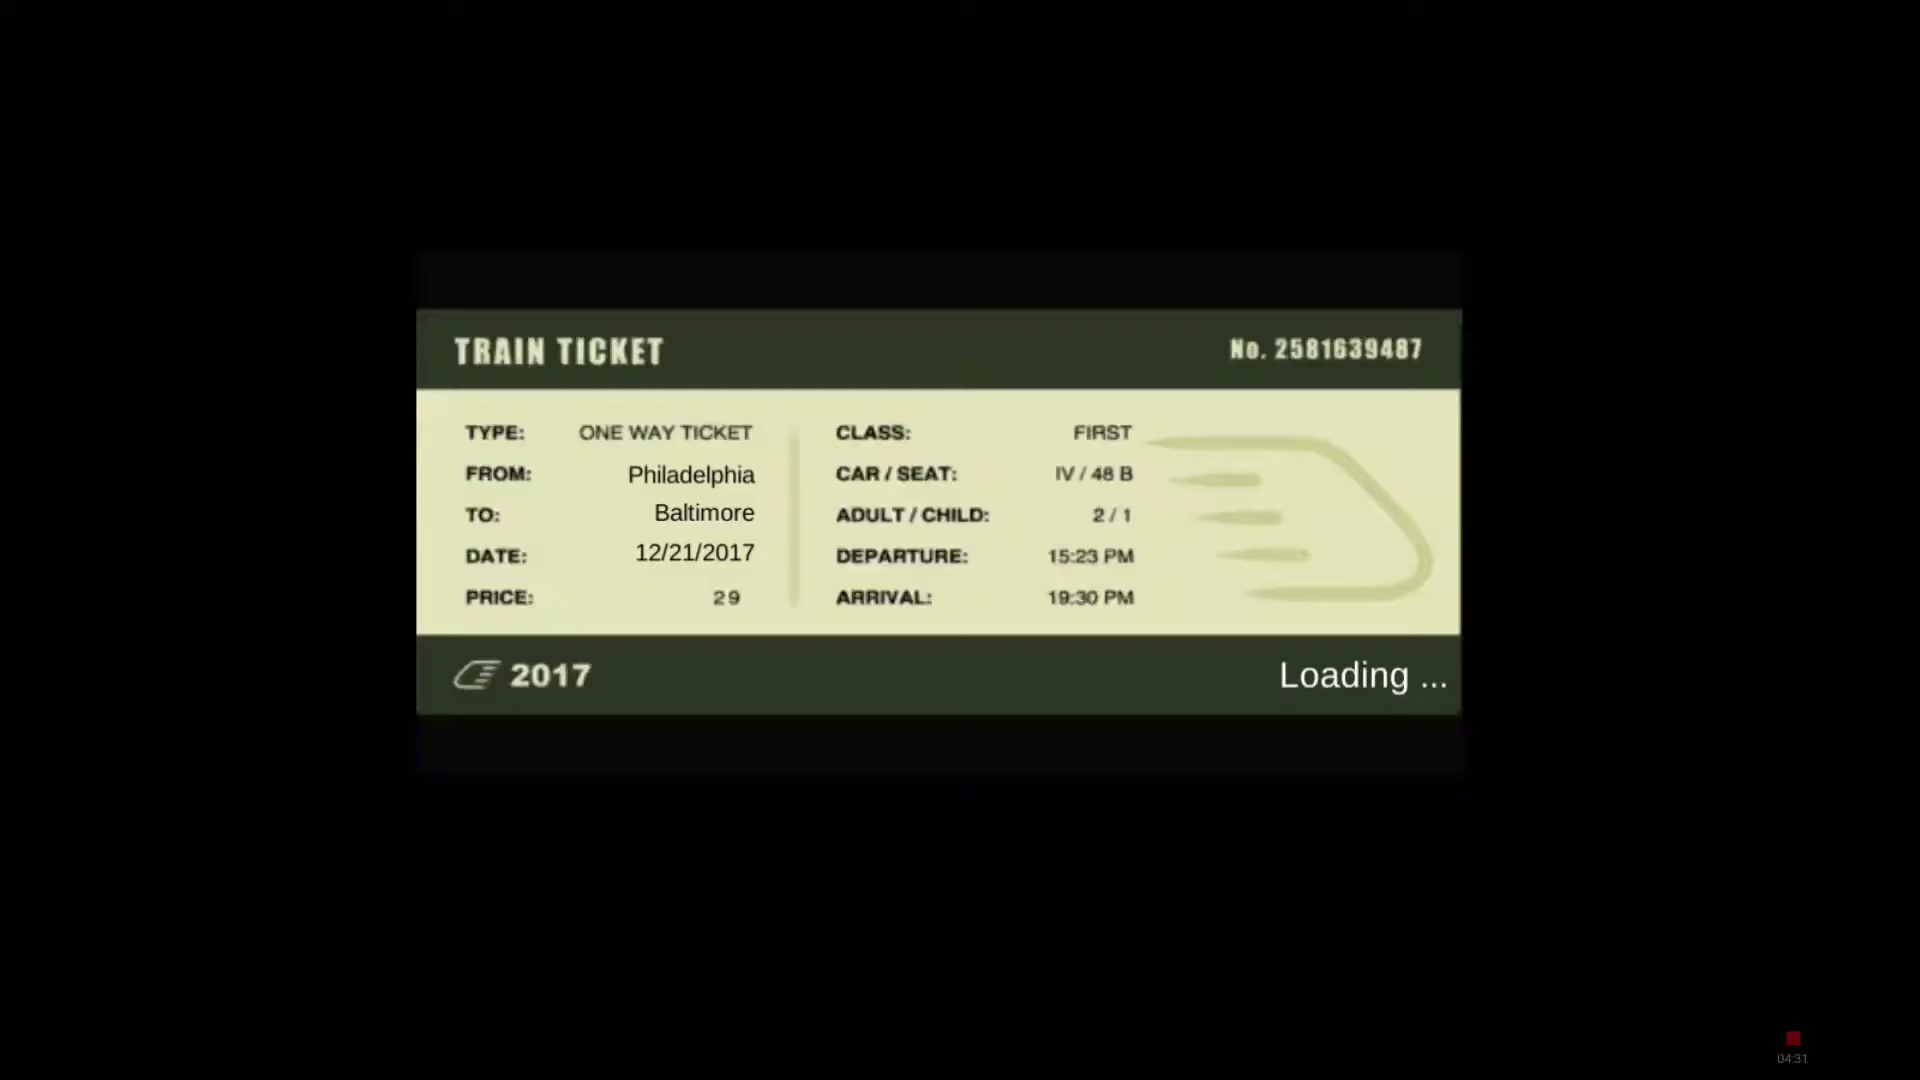 TRAIN TICKET No. 2581639487
TYPE: ONE WAY TICKET CLASS: FIRST
FROM: Philadelphia CAR / SEAT: IV / 48 B
TO: Baltimore ADULT / CHILD: 2 / 1
DATE: 12/21/2017 DEPARTURE: 15:23 PM
PRICE: 29 ARRIVAL: 19:30 PM
2017 Loading ...
04:31